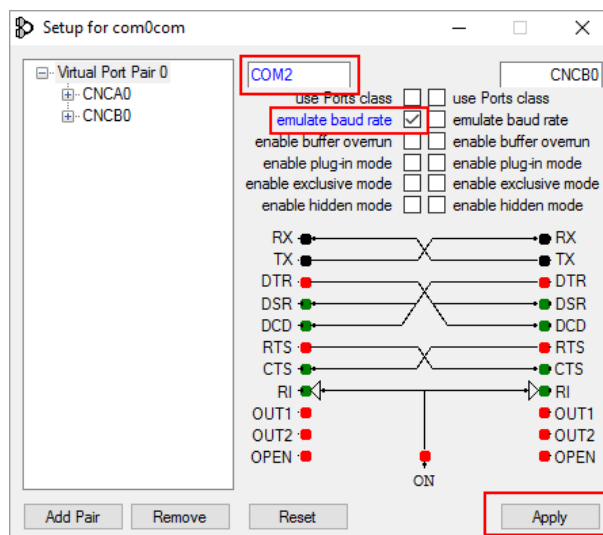 Setup for com0com
Virtual Port Pair 0
CNCA0
CNCB0
COM2 CNCB0
use Ports class use Ports class
emulate baud rate emulate baud rate
enable buffer overrun enable buffer overrun
enable plug-in mode enable plug-in mode
enable exclusive mode enable exclusive mode
enable hidden mode enable hidden mode
RX RX
TX TX
DTR DTR
DSR DSR
DCD DCD
RTS RTS
CTS CTS
RI RI
OUT1 OUT1
OUT2 OUT2
OPEN OPEN
ON
Add Pair Remove Reset Apply